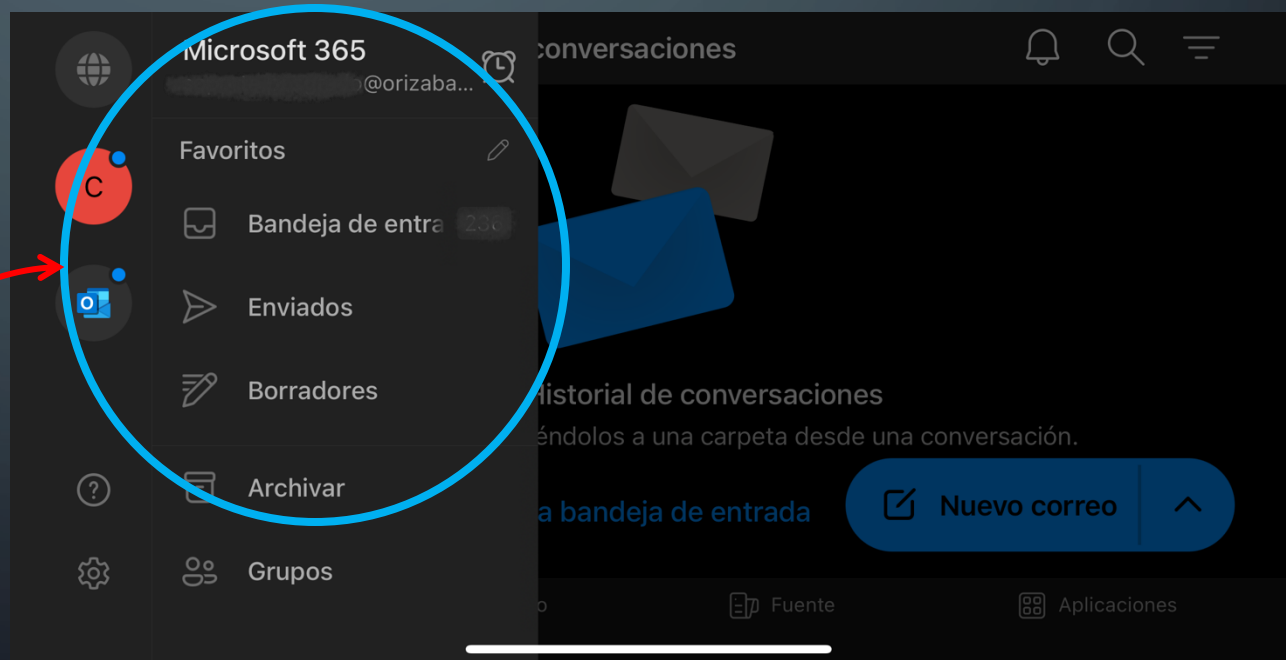 Microsoft 365
@orizaba...
conversaciones
Favoritos
C
Bandeja de entra 236
O
Enviados
Borradores
Historial de conversaciones
éndolos a una carpeta desde una conversación.
Archivar
a bandeja de entrada
Nuevo correo
?
Grupos
o
Fuente
Aplicaciones